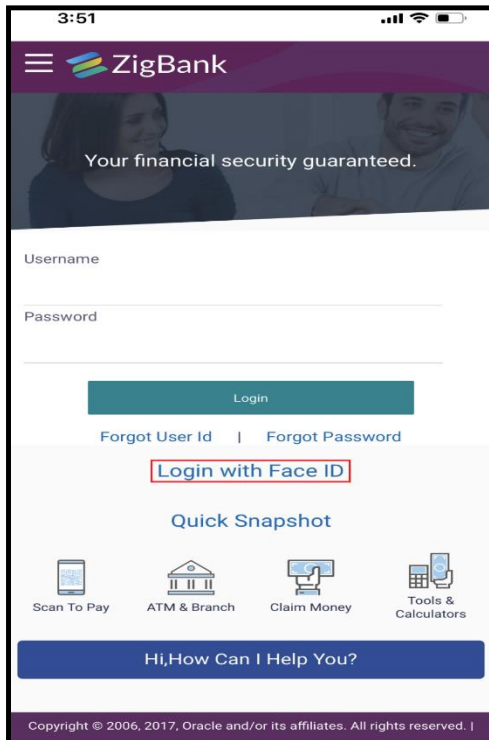 3:51
ZigBank
Your financial security guaranteed.
Username
Password
Login
Forgot User Id | Forgot Password
Login with Face ID
Quick Snapshot
Scan To Pay ATM & Branch Claim Money Tools &
Calculators
Hi,How Can I Help You?
Copyright © 2006, 2017, Oracle and/or its affiliates. All rights reserved. |